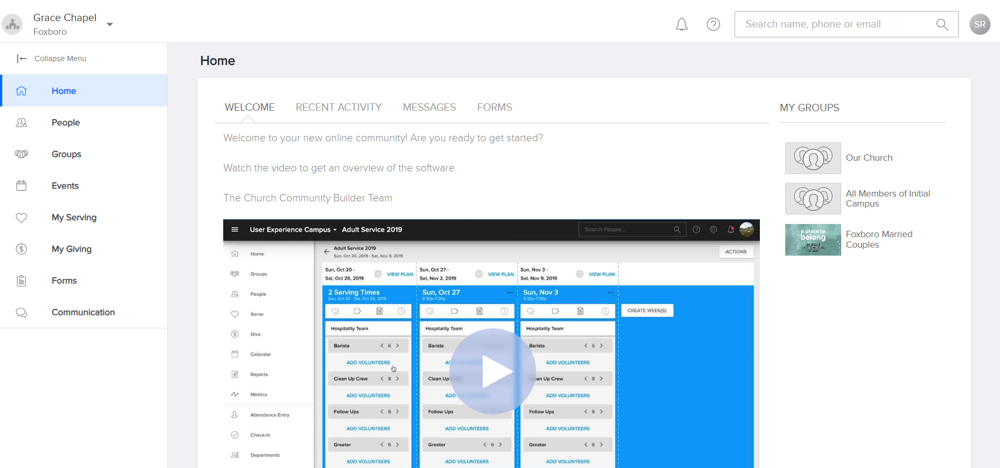 Grace Chapel
Foxboro
Search name, phone or email
SR
Collapse Menu
Home
People
Groups
Events
My Serving
My Giving
Forms
Communication
Home
WELCOME RECENT ACTIVITY MESSAGES FORMS
Welcome to your new online community! Are you ready to get started?
Watch the video to get an overview of the software.
The Church Community Builder Team
User Experience Campus Adult Service 2019
Search People...
Home
Groups
People
Serve
Give
Calendar
Reports
Metrics
Attendance Entry
Check-In
Departments
Adult Service 2019
Sun, Oct 20, 2019 - Sat, Nov 9, 2019
ACTIONS
Sun, Oct 20 -
Sat, Oct 26, 2019
VIEW PLAN
2 Serving Times
Sun, Oct 20 - Sat, Oct 26, 2019
Hospitality Team
Barista 6
ADD VOLUNTEERS
Clean Up Crew 8
ADD VOLUNTEERS
Follow Ups 8
ADD VOLUNTEERS
Greeter 6
ADD VOLUNTEERS
Sun, Oct 27 -
Sat, Nov 2, 2019
VIEW PLAN
Sun, Oct 27
6:30p-7:30p
Hospitality Team
Barista
Clean Up
ADD
Follow Ups
ADD VOLUNTEERS
Greeter 6
ADD VOLUNTEERS
Sun, Nov 3 -
Sat, Nov 9, 2019
VIEW PLAN
Sun, Nov 3
6:30p-7:30p
Hospitality Team
Barista 6
ADD VOLUNTEERS
an Up Crew 8
ADD VOLUNTEERS
Follow Ups 8
ADD VOLUNTEERS
Greeter 6
ADD VOLUNTEERS
CREATE WEEK(S)
MY GROUPS
Our Church
All Members of Initial
Campus
a place to
belong
Foxboro Married
Couples